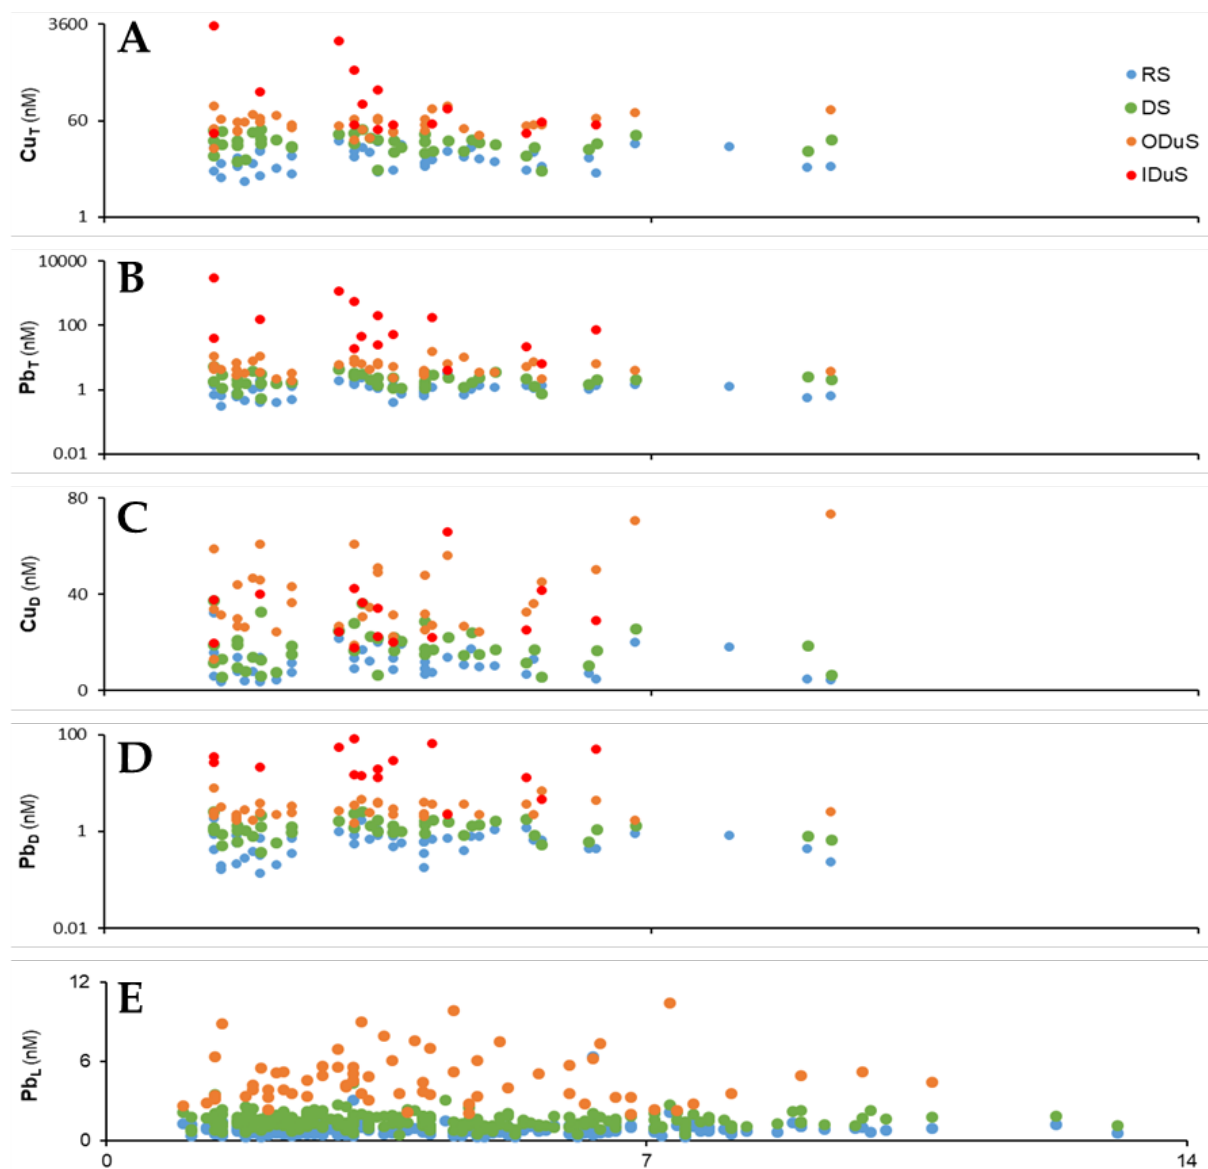 A
3600
60
1
Cu_T (nM)
RS
DS
ODuS
IDuS
B
10000
100
1
0.01
Pb_T (nM)
C
80
40
0
Cu_D (nM)
D
100
1
0.01
Pb_D (nM)
E
12
6
0
Pb_L (nM)
0 7 14